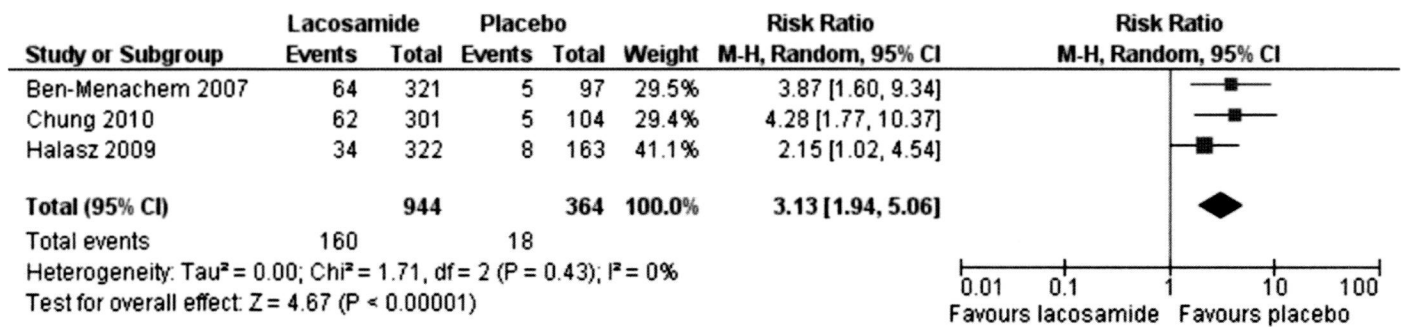 Lacosamide Placebo Risk Ratio Risk Ratio
Study or Subgroup Events Total Events Total Weight M-H, Random, 95% CI M-H, Random, 95% CI
Ben-Menachem 2007 64 321 5 97 29.5% 3.87 [1.60, 9.34]
Chung 2010 62 301 5 104 29.4% 4.28 [1.77, 10.37]
Halasz 2009 34 322 8 163 41.1% 2.15 [1.02, 4.54]
Total (95% CI) 944 364 100.0% 3.13 [1.94, 5.06]
Total events 160 18
Heterogeneity: Tau² = 0.00; Chi² = 1.71, df = 2 (P = 0.43); I² = 0%
Test for overall effect: Z = 4.67 (P < 0.00001)
0.01 0.1 1 10 100
Favours lacosamide Favours placebo